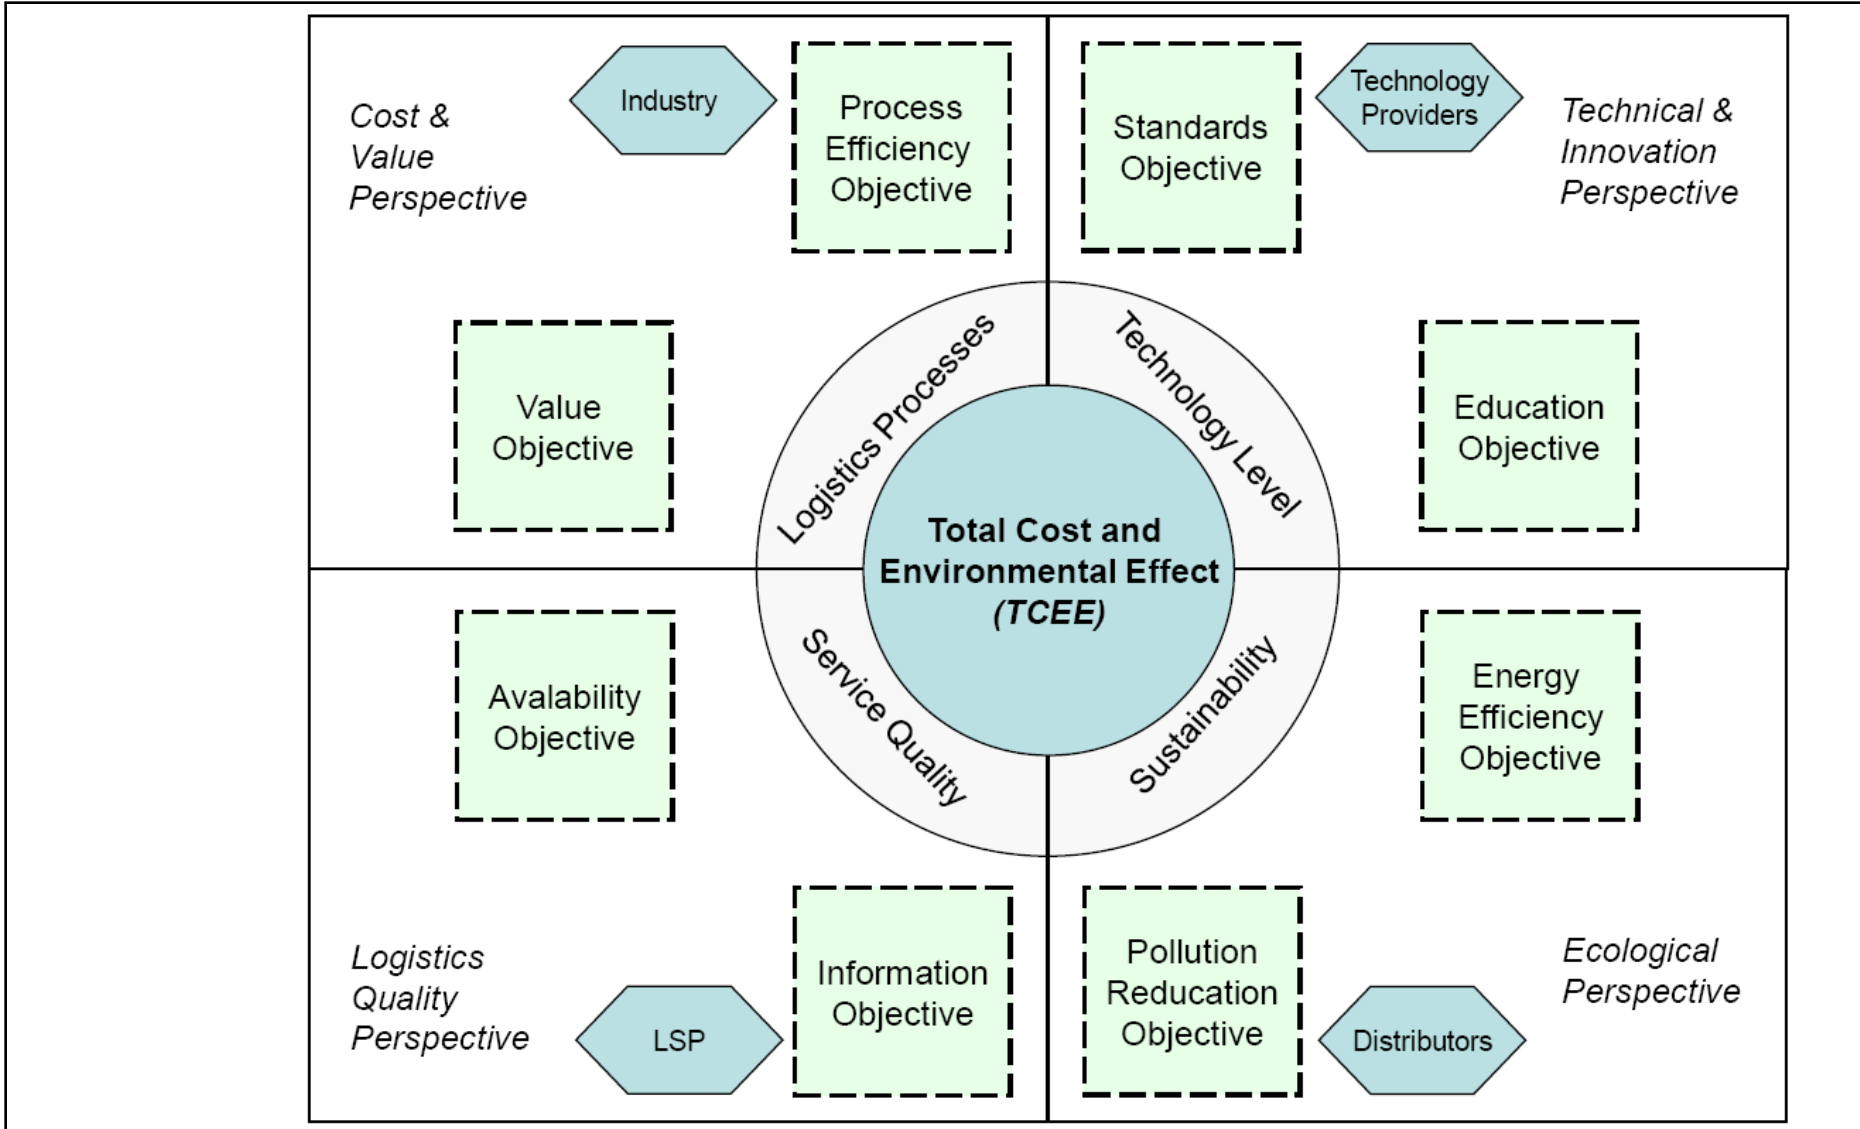 Cost &
Value
Perspective
Industry
Process
Efficiency
Objective
Standards
Objective
Technology
Providers
Technical &
Innovation
Perspective
Value
Objective
Logistics Processes
Technology Level
Education
Objective
Total Cost and
Environmental Effect
(TCEE)
Avalability
Objective
Service Quality
Sustainability
Energy
Efficiency
Objective
Logistics
Quality
Perspective
LSP
Information
Objective
Pollution
Reducation
Objective
Distributors
Ecological
Perspective